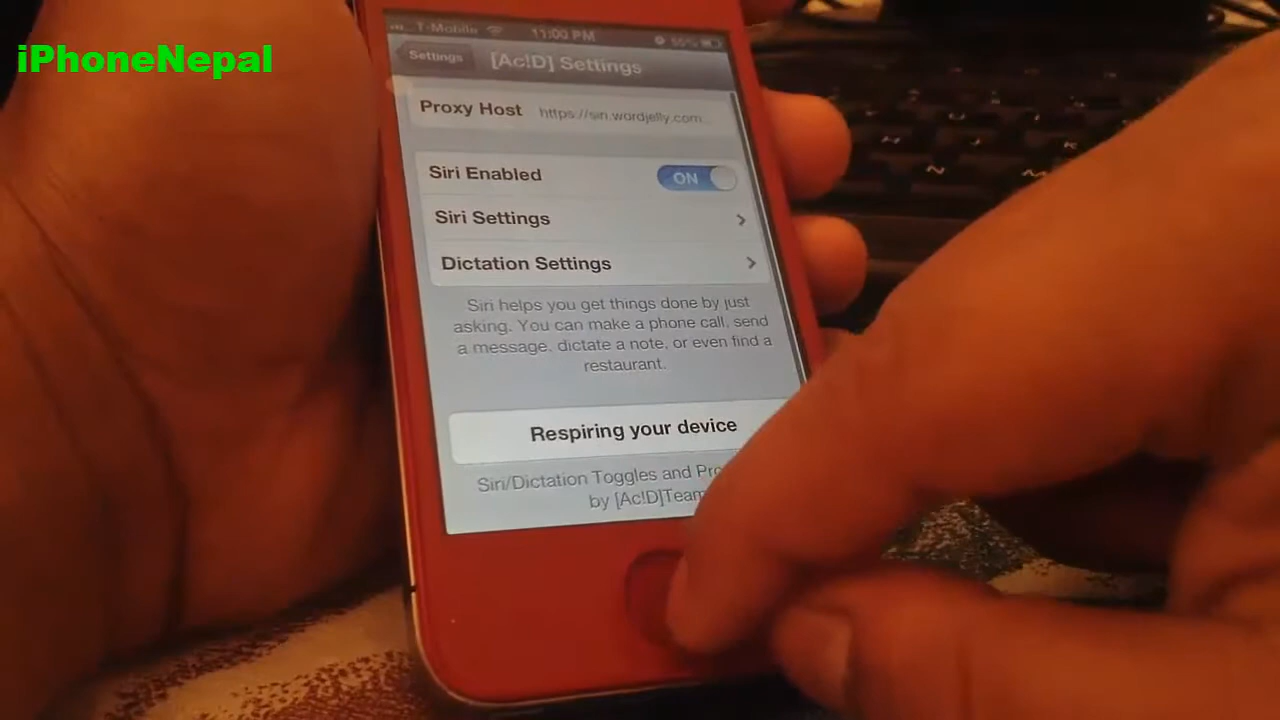 iPhoneNepal
T-Mobile 11:00 PM
Settings [Ac!D] Settings
Proxy Host https://siri.wordjelly.com...
Siri Enabled ON
Siri Settings
Dictation Settings
Siri helps you get things done by just
asking. You can make a phone call, send
a message, dictate a note, or even find a
restaurant.
Respiring your device
Siri/Dictation Toggles and
by [Ac!D]Team